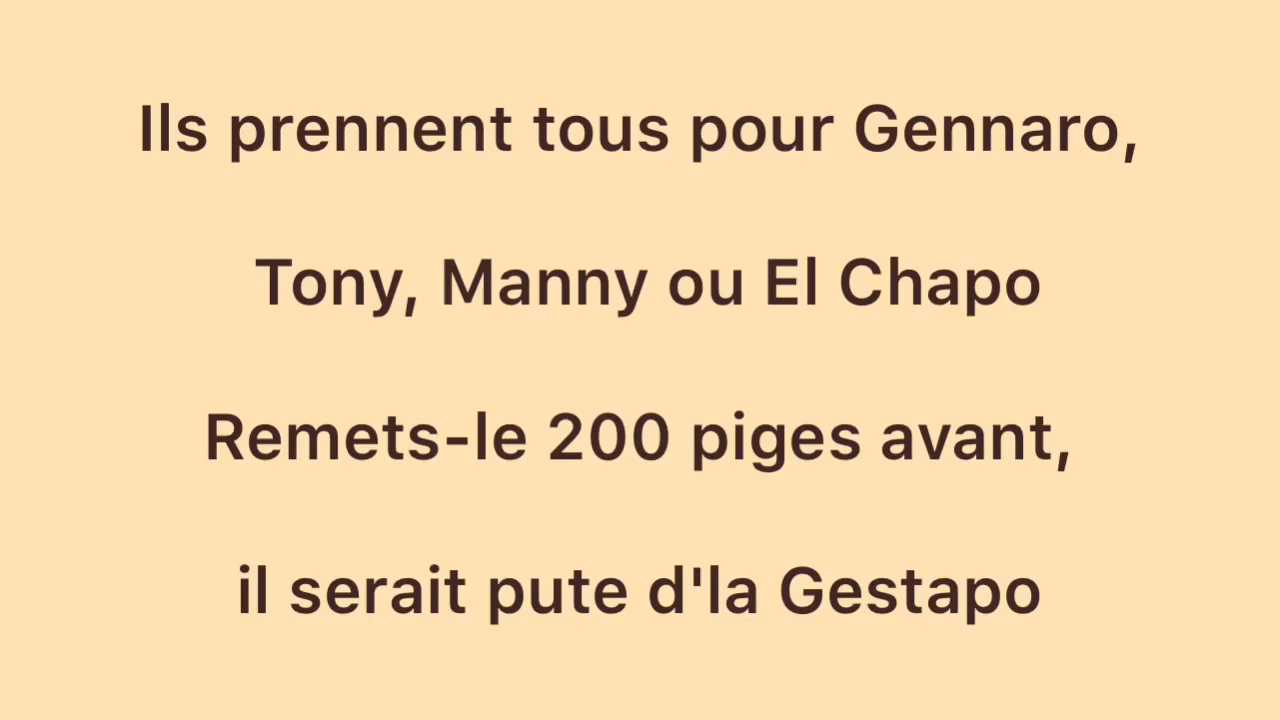 Ils prennent tous pour Gennaro,
Tony, Manny ou El Chapo
Remets-le 200 piges avant,
il serait pute d'la Gestapo